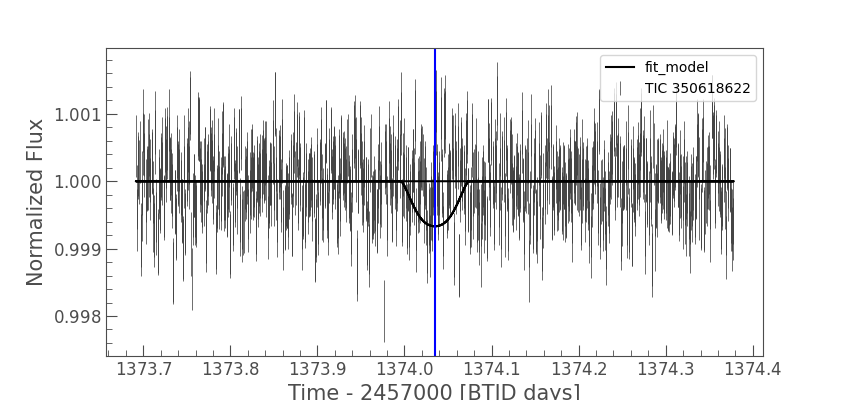 fit_model
TIC 350618622
1.001
1.000
0.999
0.998
Normalized Flux
1373.7 1373.8 1373.9 1374.0 1374.1 1374.2 1374.3 1374.4
Time - 2457000 [BTJD days]